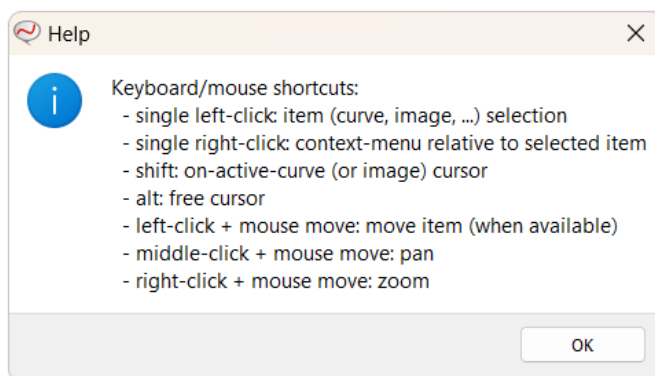 Help
Keyboard/mouse shortcuts:
- single left-click: item (curve, image, ...) selection
- single right-click: context-menu relative to selected item
- shift: on-active-curve (or image) cursor
- alt: free cursor
- left-click + mouse move: move item (when available)
- middle-click + mouse move: pan
- right-click + mouse move: zoom
OK